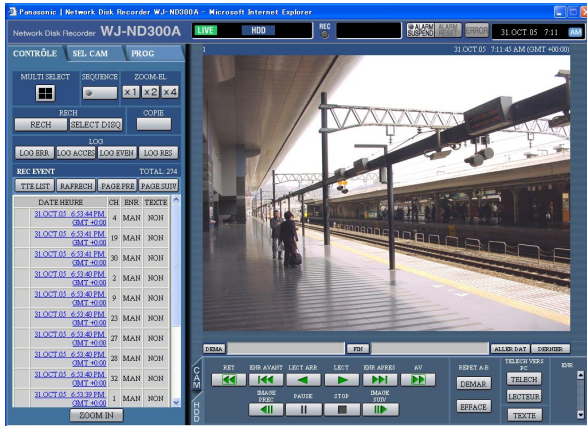 Panasonic | Network Disk Recorder WJ-ND300A - Microsoft Internet Explorer
Network Disk Recorder WJ-ND300A
LIVE HDD REC ALARM SUSPEND ALARM RESET ERROR 31.OCT.05 7:11 AM
CONTRÔLE SEL CAM PROG
1 31.OCT.05 7:11:45 AM (GMT +00:00)
MULTI SELECT SEQUENCE ZOOM-EL
x1 x2 x4
RECH COPIE
RECH SELECT DISQ
LOG
LOG ERR LOG ACCES LOG EVEN LOG RES
REC EVENT TOTAL: 274
TTE LIST RAFRECH PAGE PRE PAGE SUIV
DATE HEURE CH ENR TEXTE
31.OCT.05 6:53:44 PM GMT +0:00 4 MAN NON
31.OCT.05 6:53:41 PM GMT +0:00 19 MAN NON
31.OCT.05 6:53:41 PM GMT +0:00 30 MAN NON
31.OCT.05 6:53:40 PM GMT +0:00 2 MAN NON
31.OCT.05 6:53:40 PM GMT +0:00 9 MAN NON
31.OCT.05 6:53:40 PM GMT +0:00 23 MAN NON
31.OCT.05 6:53:40 PM GMT +0:00 27 MAN NON
31.OCT.05 6:53:40 PM GMT +0:00 28 MAN NON
31.OCT.05 6:53:40 PM GMT +0:00 32 MAN NON
31.OCT.05 6:53:39 PM GMT +0:00 1 MAN NON
ZOOM IN
DEMA FIN ALLER DAT DERNIER
CAM
HDD
RET ENR AVANT LECT ARR LECT ENR APRES AV
IMAGE PREC PAUSE STOP IMAGE SUIV
REPET A-B
DEMAR
EFFACE
TELECH VERS PC
TELECH
LECTEUR
TEXTE
ENR